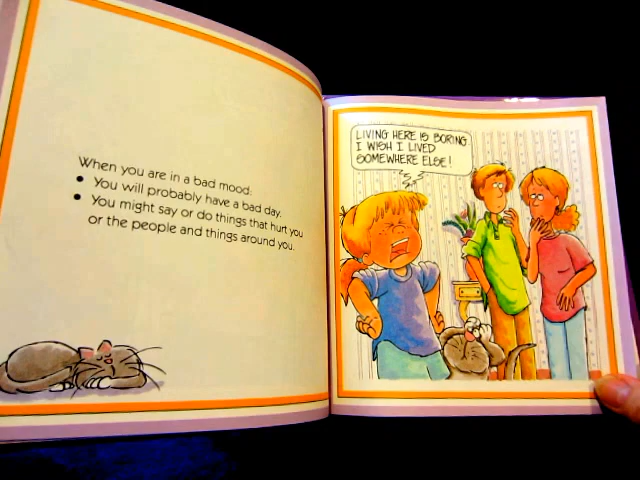 When you are in a bad mood:
• You will probably have a bad day.
• You might say or do things that hurt you
or the people and things around you.
LIVING HERE IS BORING.
I WISH I LIVED
SOMEWHERE ELSE!